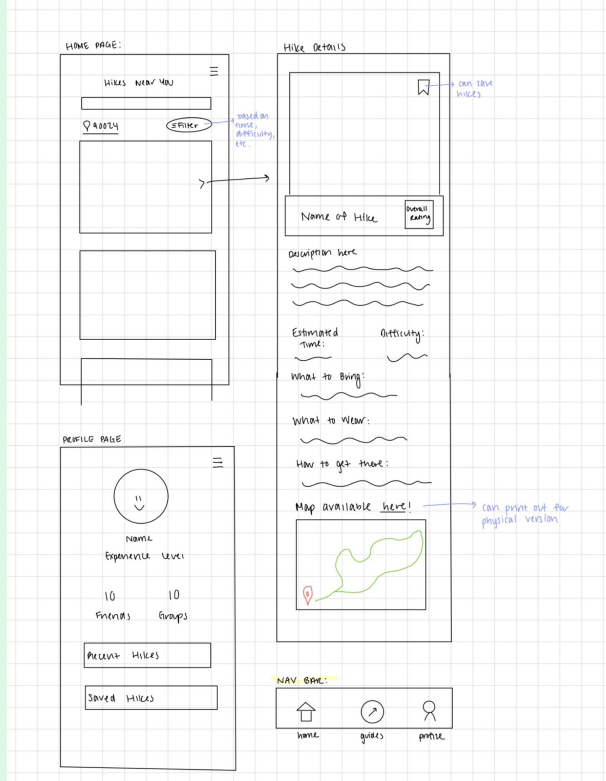 HOME PAGE:
Hikes Near You
90024
Filter
based on
time,
difficulty,
etc.
Hike Details
can save
hikes
Name of Hike
Overall
Rating
Description here
Estimated
Time:
Difficulty:
What to Bring:
What to Wear:
How to get there:
Map available here!
can print out for
physical version
PROFILE PAGE
Name
Experience Level
10
10
Friends
Groups
Recent Hikes
Saved Hikes
NAV BAR:
home
guides
profile